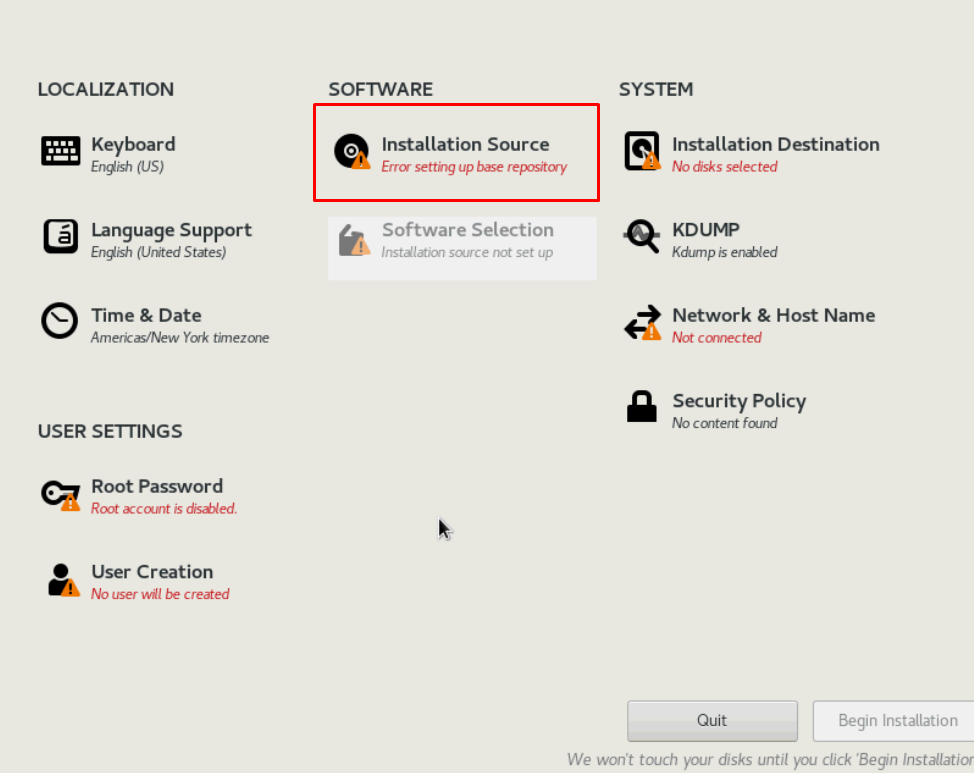 LOCALIZATION
Keyboard
English (US)
Language Support
English (United States)
Time & Date
Americas/New York timezone
USER SETTINGS
Root Password
Root account is disabled.
User Creation
No user will be created
SOFTWARE
Installation Source
Error setting up base repository
Software Selection
Installation source not set up
SYSTEM
Installation Destination
No disks selected
KDUMP
Kdump is enabled
Network & Host Name
Not connected
Security Policy
No content found
Quit
Begin Installation
We won't touch your disks until you click 'Begin Installation